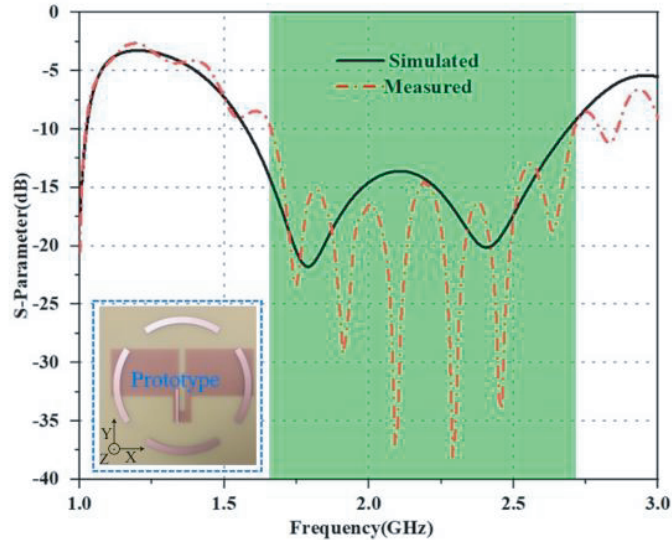 S-Parameter(dB)
0
-5
-10
-15
-20
-25
-30
-35
-40
Simulated
Measured
Prototype
Y
Z
X
1.0
1.5
2.0
2.5
3.0
Frequency(GHz)